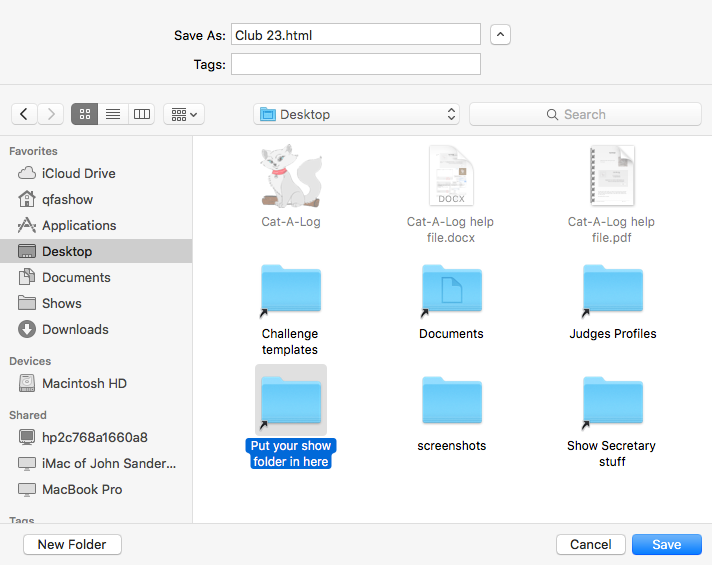 Save As: Club 23.html
Tags:
Desktop
Search
Favorites
iCloud Drive
qfashow
Applications
Desktop
Documents
Shows
Downloads
Devices
Macintosh HD
Shared
hp2c768a1660a8
iMac of John Sander...
MacBook Pro
Tags
DOCX
Cat-A-Log
Cat-A-Log help
file.docx
Cat-A-Log help
file.pdf
Challenge
templates
Documents
Judges Profiles
Put your show
folder in here
screenshots
Show Secretary
stuff
New Folder
Cancel
Save